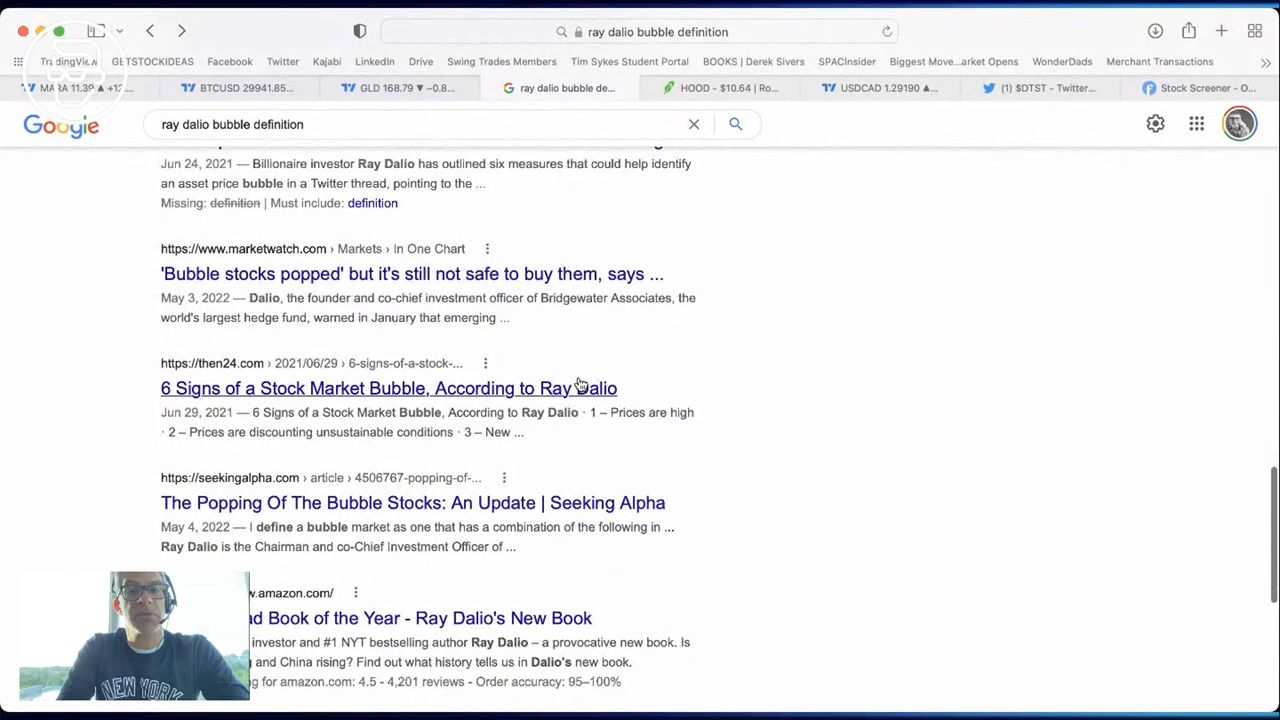 ray dalio bubble definition
TradingView GETSTOCKIDEAS Facebook Twitter Kajabi LinkedIn Drive Swing Trades Members Tim Sykes Student Portal BOOKS | Derek Sivers SPACInsider Biggest Move...arket Opens WonderDads Merchant Transactions
MARA 11.39 ▲ +12... BTCUSD 29941.85... GLD 168.79 ▼ −0.8... ray dalio bubble de... HOOD - $10.64 | Ro... USDCAD 1.29190 ▲... (1) $DTST - Twitter... Stock Screener - O...
Google ray dalio bubble definition
Jun 24, 2021 — Billionaire investor Ray Dalio has outlined six measures that could help identify
an asset price bubble in a Twitter thread, pointing to the ...
Missing: definition | Must include: definition
https://www.marketwatch.com › Markets › In One Chart
'Bubble stocks popped' but it's still not safe to buy them, says ...
May 3, 2022 — Dalio, the founder and co-chief investment officer of Bridgewater Associates, the
world's largest hedge fund, warned in January that emerging ...
https://then24.com › 2021/06/29 › 6-signs-of-a-stock-...
6 Signs of a Stock Market Bubble, According to Ray Dalio
Jun 29, 2021 — 6 Signs of a Stock Market Bubble, According to Ray Dalio · 1 – Prices are high
· 2 – Prices are discounting unsustainable conditions · 3 – New ...
https://seekingalpha.com › article › 4506767-popping-of-...
The Popping Of The Bubble Stocks: An Update | Seeking Alpha
May 4, 2022 — I define a bubble market as one that has a combination of the following in ...
Ray Dalio is the Chairman and co-Chief Investment Officer of ...
w.amazon.com/
ad Book of the Year - Ray Dalio's New Book
investor and #1 NYT bestselling author Ray Dalio – a provocative new book. Is
and China rising? Find out what history tells us in Dalio's new book.
ng for amazon.com: 4.5 - 4,201 reviews - Order accuracy: 95–100%
NEW YORK